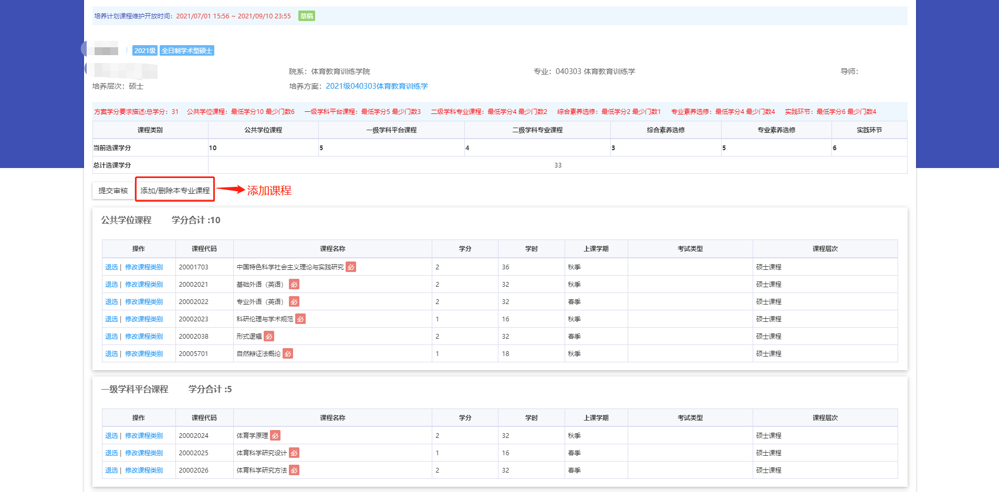 培养计划课程维护开放时间：2021/07/01 15:56 ~ 2021/09/10 23:55 草稿
2021级 全日制学术型硕士
院系：体育教育训练学院 专业：040303 体育教育训练学 导师：
培养层次：硕士 培养方案：2021级040303体育教育训练学
方案学分要求描述:总学分：31 公共学位课程：最低学分10 最少门数6 一级学科平台课程：最低学分5 最少门数3 二级学科专业课程：最低学分4 最少门数2 综合素养选修：最低学分2 最少门数1 专业素养选修：最低学分4 最少门数4 实践环节：最低学分6 最少门数4
课程类别 公共学位课程 一级学科平台课程 二级学科专业课程 综合素养选修 专业素养选修 实践环节
当前选课学分 10 5 4 3 5 6
总计选课学分 33
提交审核 添加/删除本专业课程 添加课程
公共学位课程 学分合计 :10
操作 课程代码 课程名称 学分 学时 上课学期 考试类型 课程层次
退选 | 修改课程类别 20001703 中国特色科学社会主义理论与实践研究 必 2 36 秋季 硕士课程
退选 | 修改课程类别 20002021 基础外语（英语） 必 2 32 秋季 硕士课程
退选 | 修改课程类别 20002022 专业外语（英语） 必 2 32 春季 硕士课程
退选 | 修改课程类别 20002023 科研伦理与学术规范 必 1 16 秋季 硕士课程
退选 | 修改课程类别 20002038 形式逻辑 必 2 32 春季 硕士课程
退选 | 修改课程类别 20005701 自然辩证法概论 必 1 18 秋季 硕士课程
一级学科平台课程 学分合计 :5
操作 课程代码 课程名称 学分 学时 上课学期 考试类型 课程层次
退选 | 修改课程类别 20002024 体育学原理 必 2 32 秋季 硕士课程
退选 | 修改课程类别 20002025 体育科学研究设计 必 1 16 春季 硕士课程
退选 | 修改课程类别 20002026 体育科学研究方法 必 2 32 春季 硕士课程